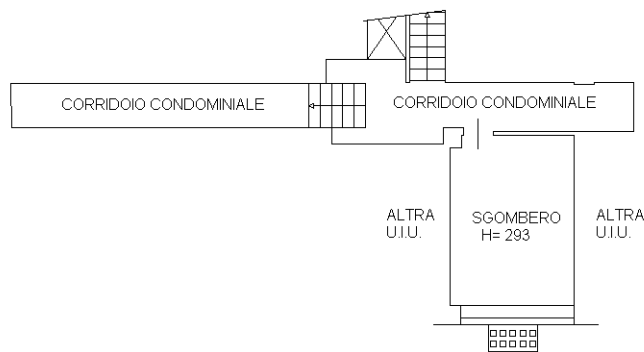 CORRIDOIO CONDOMINIALE
CORRIDOIO CONDOMINIALE
ALTRA
U.I.U.
SGOMBERO
H= 293
ALTRA
U.I.U.